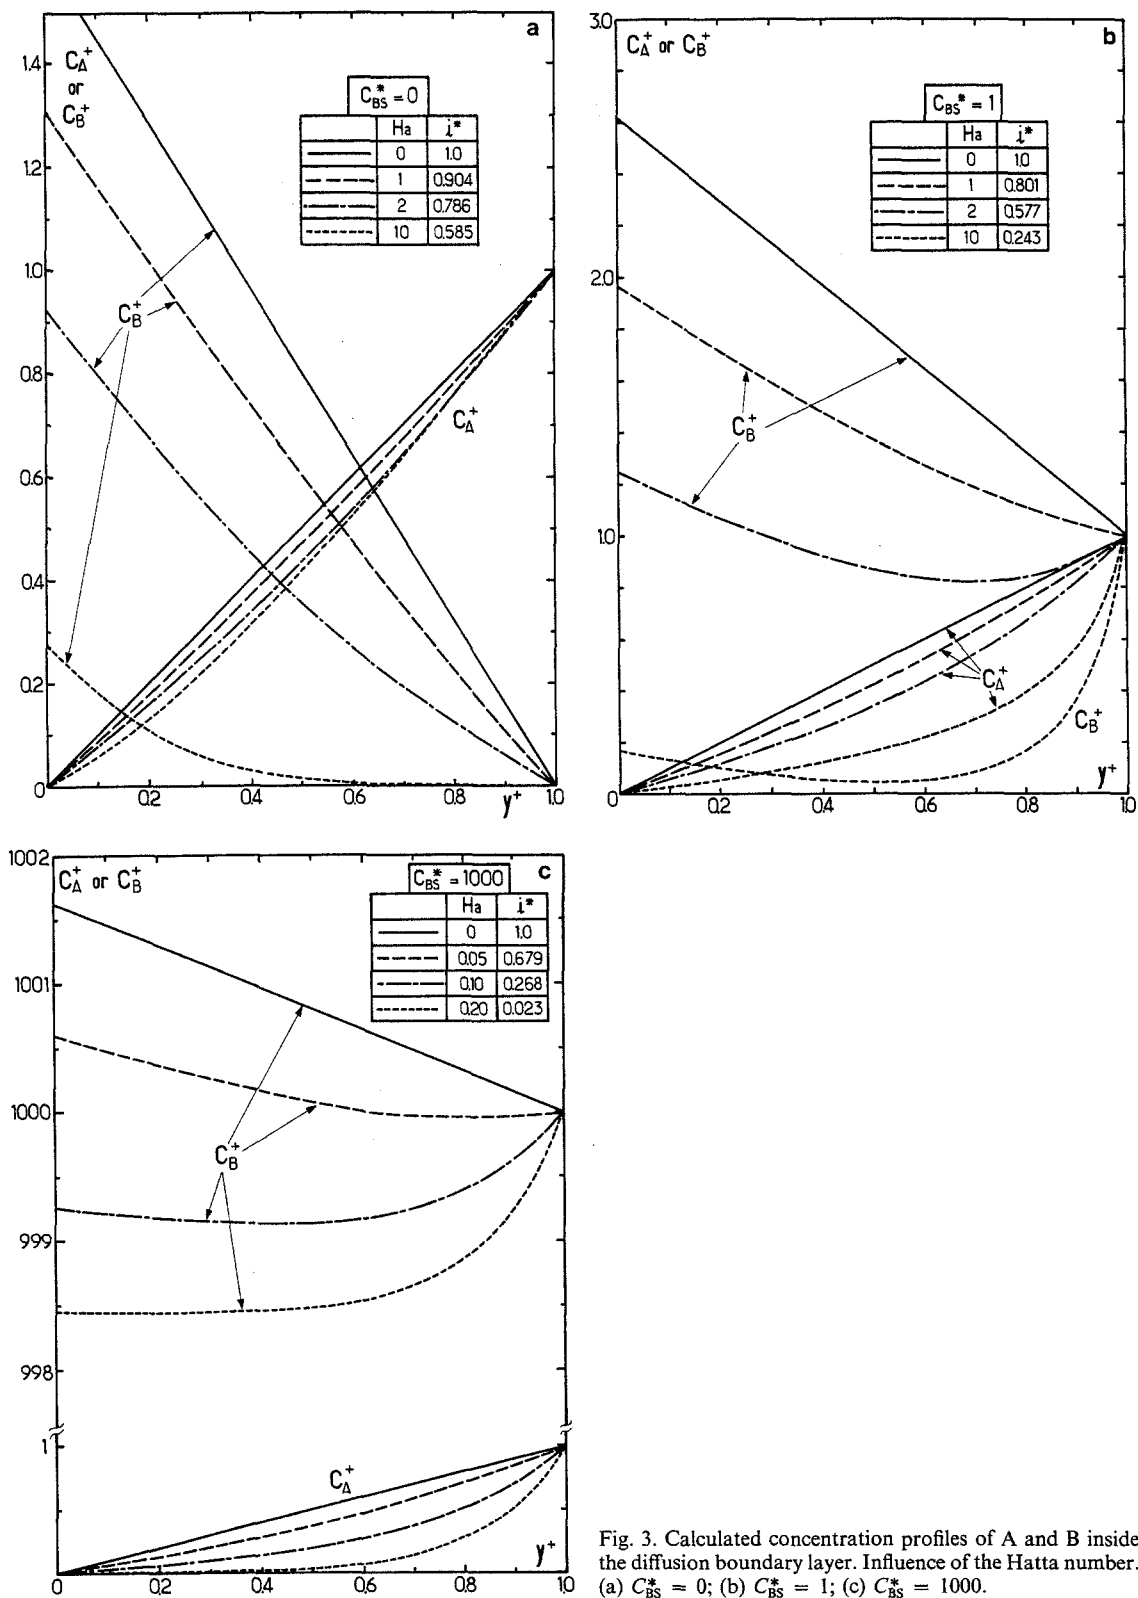 a
C_A^+
or
C_B^+
C_BS^* = 0
Ha i*
0 1.0
1 0.904
2 0.786
10 0.585
1.4
1.2
1.0
0.8
0.6
0.4
0.2
0
C_B^+
C_A^+
0.2 0.4 0.6 0.8 1.0
y^+
b
C_A^+ or C_B^+
C_BS^* = 1
Ha i*
0 1.0
1 0.801
2 0.577
10 0.243
3.0
2.0
1.0
0
C_B^+
C_A^+
C_B^+
0 0.2 0.4 0.6 0.8 1.0
y^+
c
C_A^+ or C_B^+
C_BS^* = 1000
Ha i*
0 1.0
0.05 0.679
0.10 0.268
0.20 0.023
1002
1001
1000
999
998
1
C_B^+
C_A^+
0 0.2 0.4 0.6 0.8 1.0
y^+
Fig. 3. Calculated concentration profiles of A and B inside
the diffusion boundary layer. Influence of the Hatta number.
(a) C_BS^* = 0; (b) C_BS^* = 1; (c) C_BS^* = 1000.